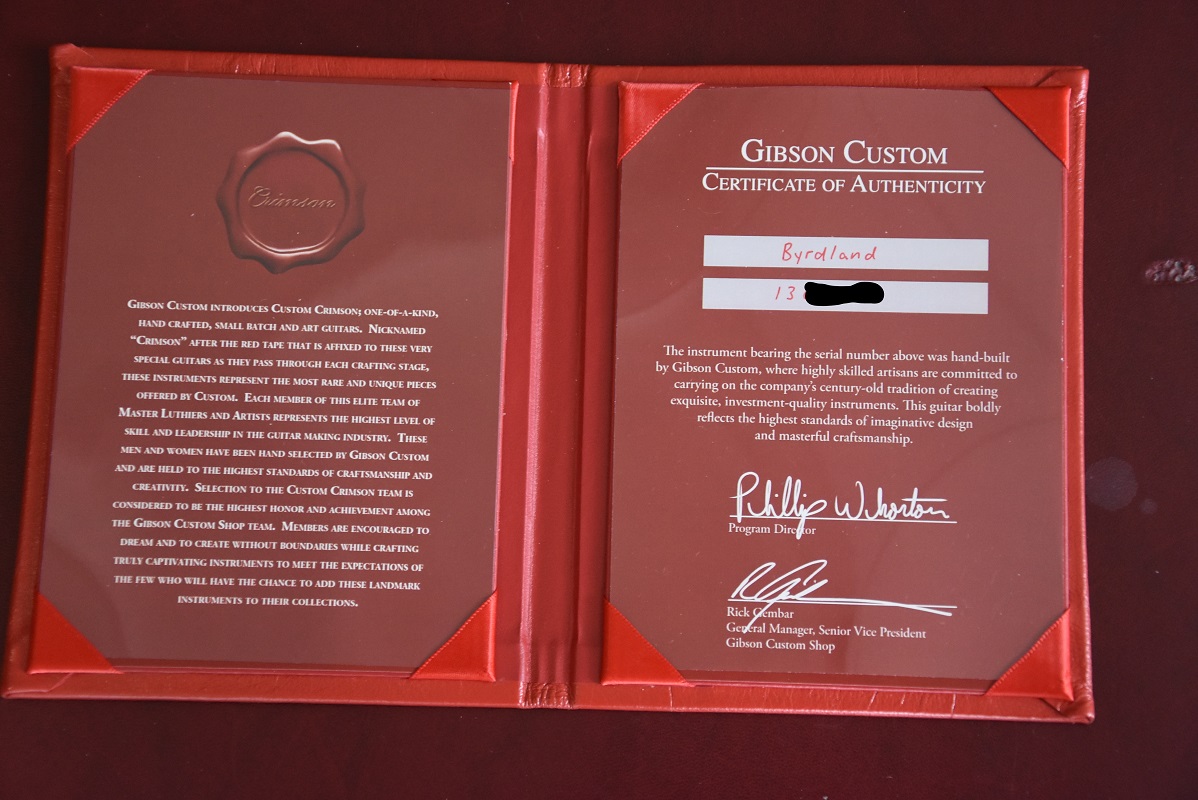 Crimson
GIBSON CUSTOM INTRODUCES CUSTOM CRIMSON; ONE-OF-A-KIND,
HAND CRAFTED, SMALL BATCH AND ART GUITARS. NICKNAMED
“CRIMSON” AFTER THE RED TAPE THAT IS AFFIXED TO THESE VERY
SPECIAL GUITARS AS THEY PASS THROUGH EACH CRAFTING STAGE,
THESE INSTRUMENTS REPRESENT THE MOST RARE AND UNIQUE PIECES
OFFERED BY CUSTOM. EACH MEMBER OF THIS ELITE TEAM OF
MASTER LUTHIERS AND ARTISTS REPRESENTS THE HIGHEST LEVEL OF
SKILL AND LEADERSHIP IN THE GUITAR MAKING INDUSTRY. THESE
MEN AND WOMEN HAVE BEEN HAND SELECTED BY GIBSON CUSTOM
AND ARE HELD TO THE HIGHEST STANDARDS OF CRAFTSMANSHIP AND
CREATIVITY. SELECTION TO THE CUSTOM CRIMSON TEAM IS
CONSIDERED TO BE THE HIGHEST HONOR AND ACHIEVEMENT AMONG
THE GIBSON CUSTOM SHOP TEAM. MEMBERS ARE ENCOURAGED TO
DREAM AND TO CREATE WITHOUT BOUNDARIES WHILE CRAFTING
TRULY CAPTIVATING INSTRUMENTS TO MEET THE EXPECTATIONS OF
THE FEW WHO WILL HAVE THE CHANCE TO ADD THESE LANDMARK
INSTRUMENTS TO THEIR COLLECTIONS.
GIBSON CUSTOM
CERTIFICATE OF AUTHENTICITY
Byrdland
13
The instrument bearing the serial number above was hand-built
by Gibson Custom, where highly skilled artisans are committed to
carrying on the company's century-old tradition of creating
exquisite, investment-quality instruments. This guitar boldly
reflects the highest standards of imaginative design
and masterful craftsmanship.
Phillip Whorton
Program Director
Rick Gembar
General Manager, Senior Vice President
Gibson Custom Shop